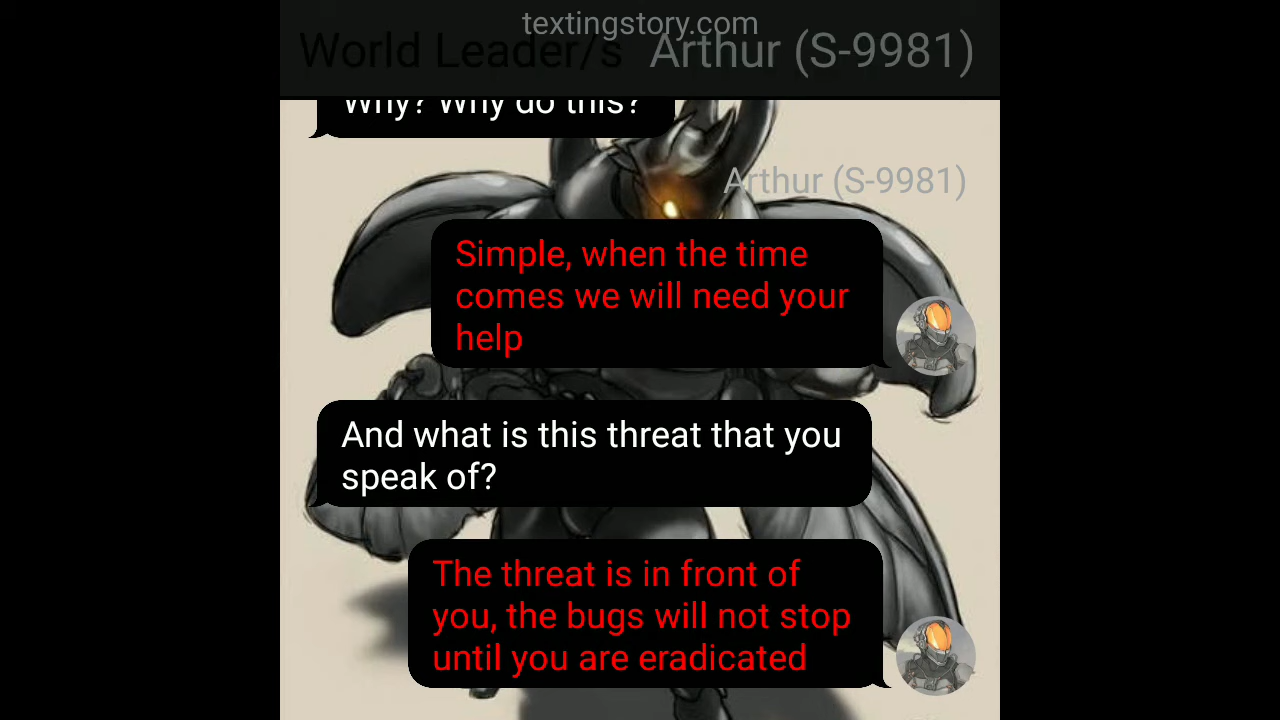 textingstory.com
World Leader/s Arthur (S-9981)
Why? Why do this?
Arthur (S-9981)
Simple, when the time
comes we will need your
help
And what is this threat that you
speak of?
The threat is in front of
you, the bugs will not stop
until you are eradicated